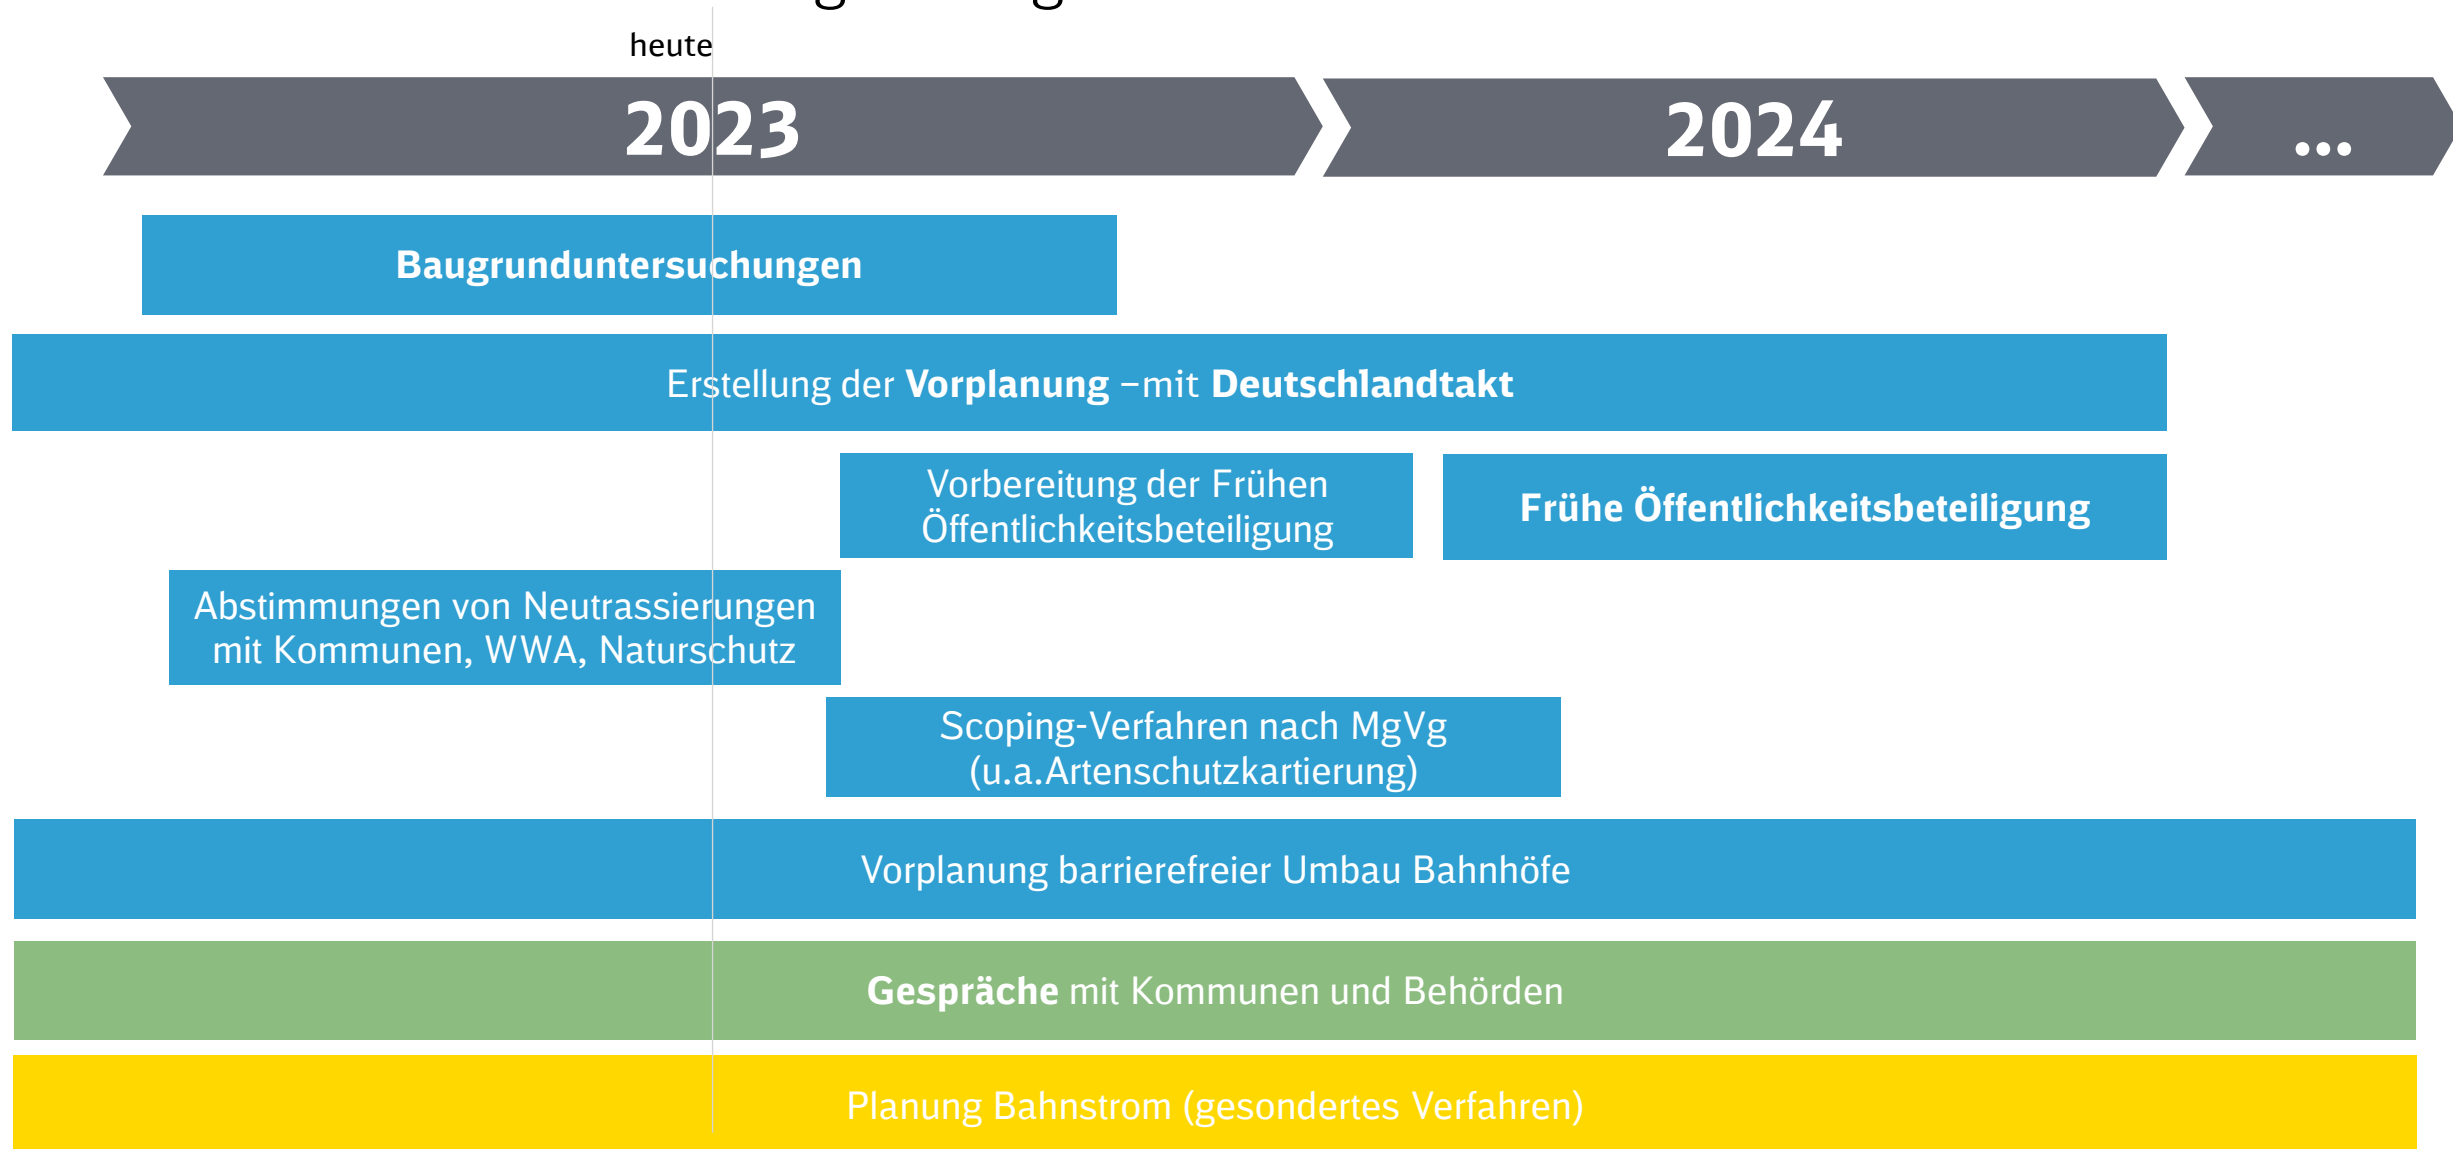 heute
2023
2024
...
Baugrunduntersuchungen
Erstellung der Vorplanung –mit Deutschlandtakt
Vorbereitung der Frühen
Öffentlichkeitsbeteiligung
Frühe Öffentlichkeitsbeteiligung
Abstimmungen von Neutrassierungen
mit Kommunen, WWA, Naturschutz
Scoping-Verfahren nach MgVg
(u.a.Artenschutzkartierung)
Vorplanung barrierefreier Umbau Bahnhöfe
Gespräche mit Kommunen und Behörden
Planung Bahnstrom (gesondertes Verfahren)